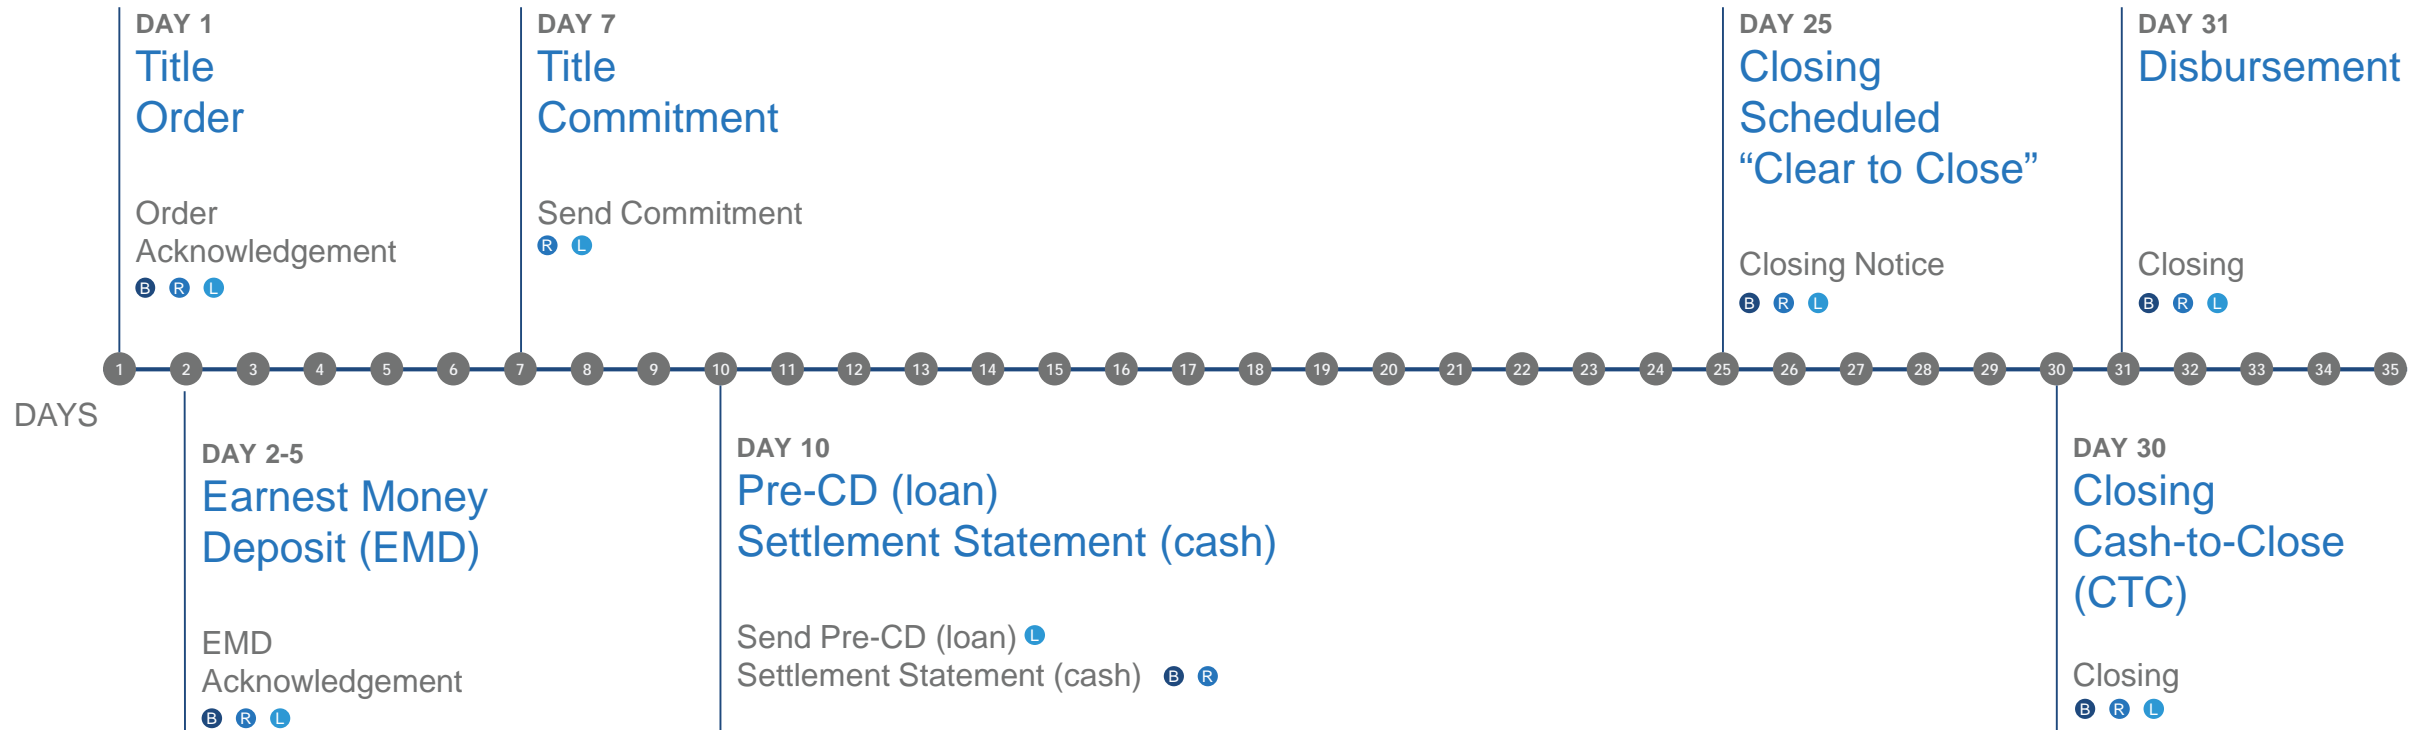 DAY 1
Title
Order
Order
Acknowledgement
B R L
DAY 7
Title
Commitment
Send Commitment
R L
DAY 25
Closing
Scheduled
“Clear to Close”
Closing Notice
B R L
DAY 31
Disbursement
Closing
B R L
1 2 3 4 5 6 7 8 9 10 11 12 13 14 15 16 17 18 19 20 21 22 23 24 25 26 27 28 29 30 31 32 33 34 35
DAYS
DAY 2-5
Earnest Money
Deposit (EMD)
EMD
Acknowledgement
B R L
DAY 10
Pre-CD (loan)
Settlement Statement (cash)
Send Pre-CD (loan) L
Settlement Statement (cash) B R
DAY 30
Closing
Cash-to-Close
(CTC)
Closing
B R L